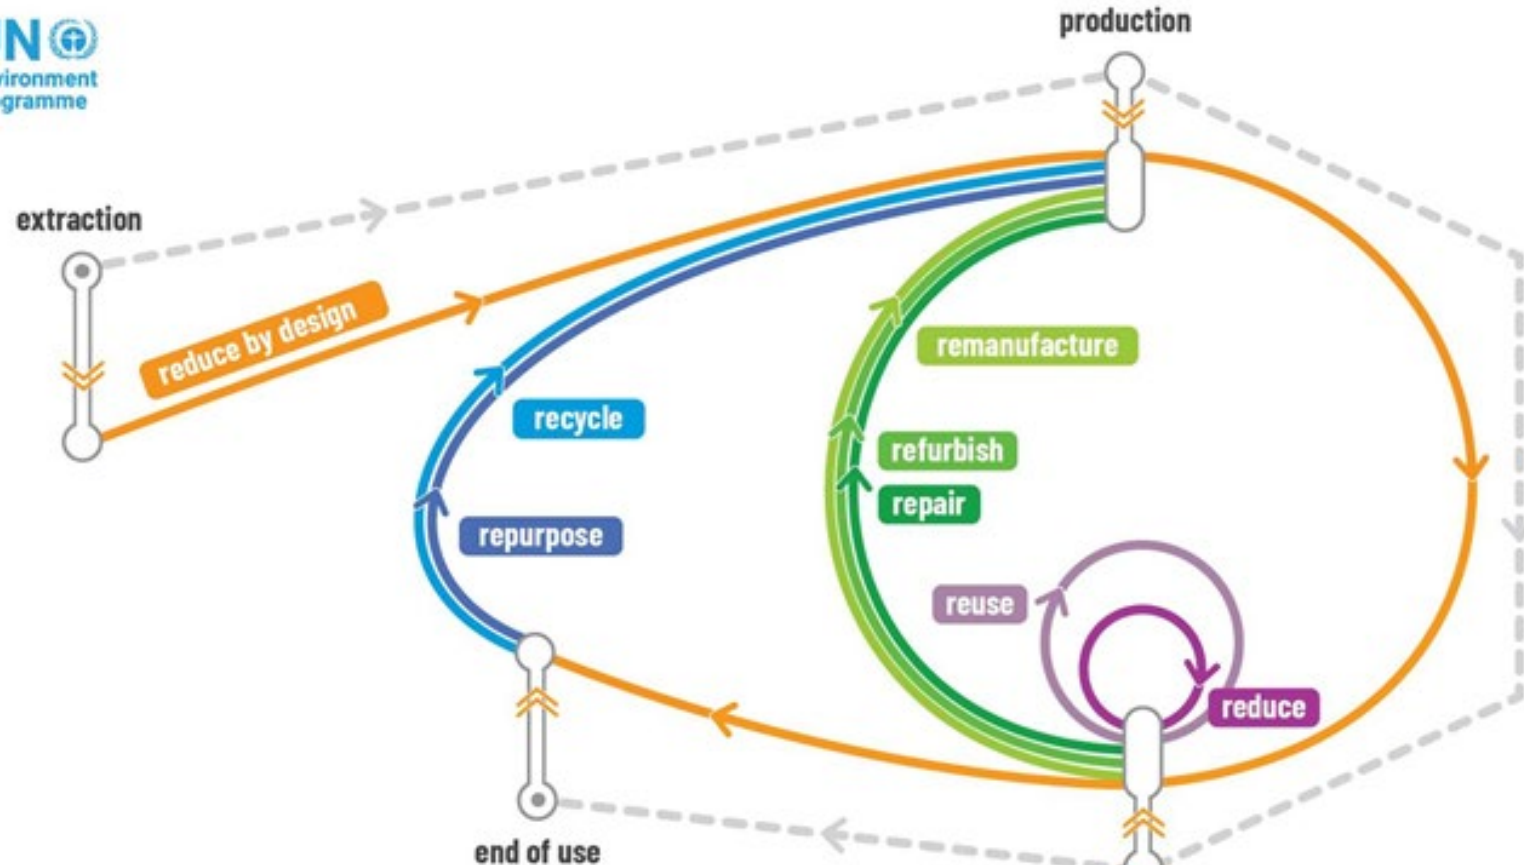 production
extraction
reduce by design
remanufacture
recycle
refurbish
repair
repurpose
reuse
reduce
end of use